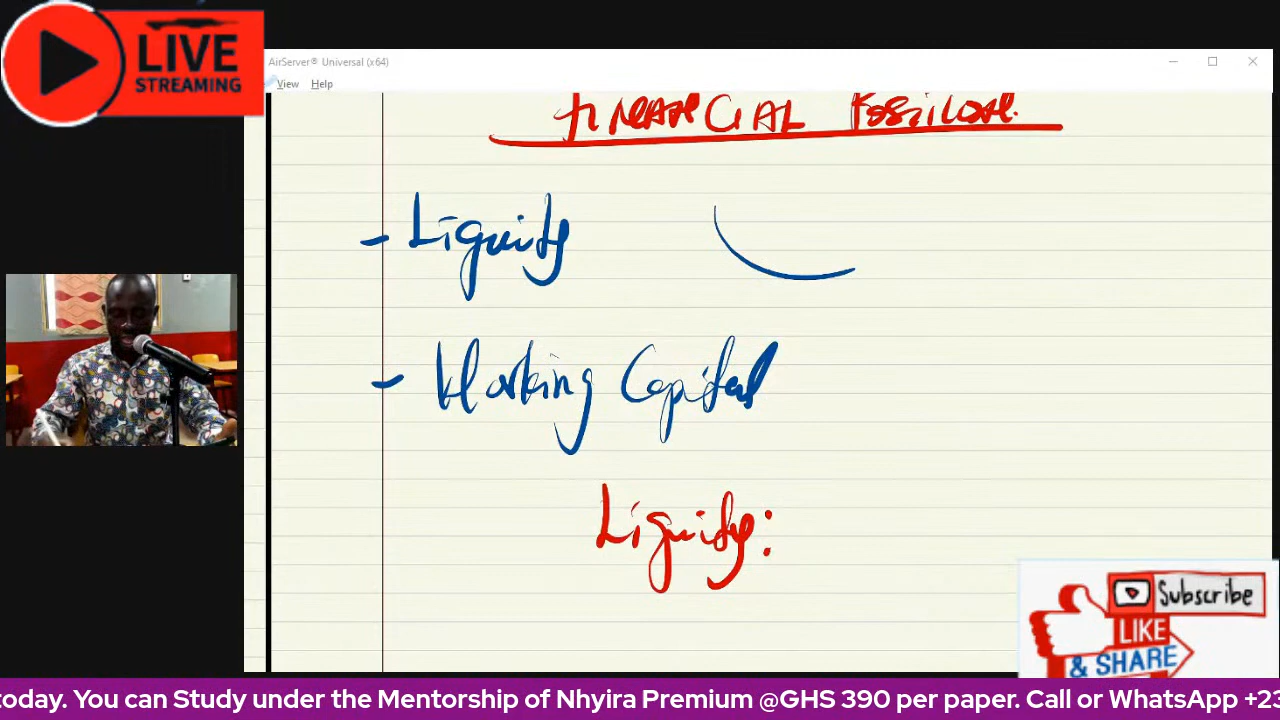 LIVE
STREAMING
AirServer® Universal (x64)
View Help
FINANCIAL POSITION.
- Liquidity
- Working Capital
Liquidity:
Subscribe
LIKE
& SHARE
today. You can Study under the Mentorship of Nhyira Premium @GHS 390 per paper. Call or WhatsApp +23